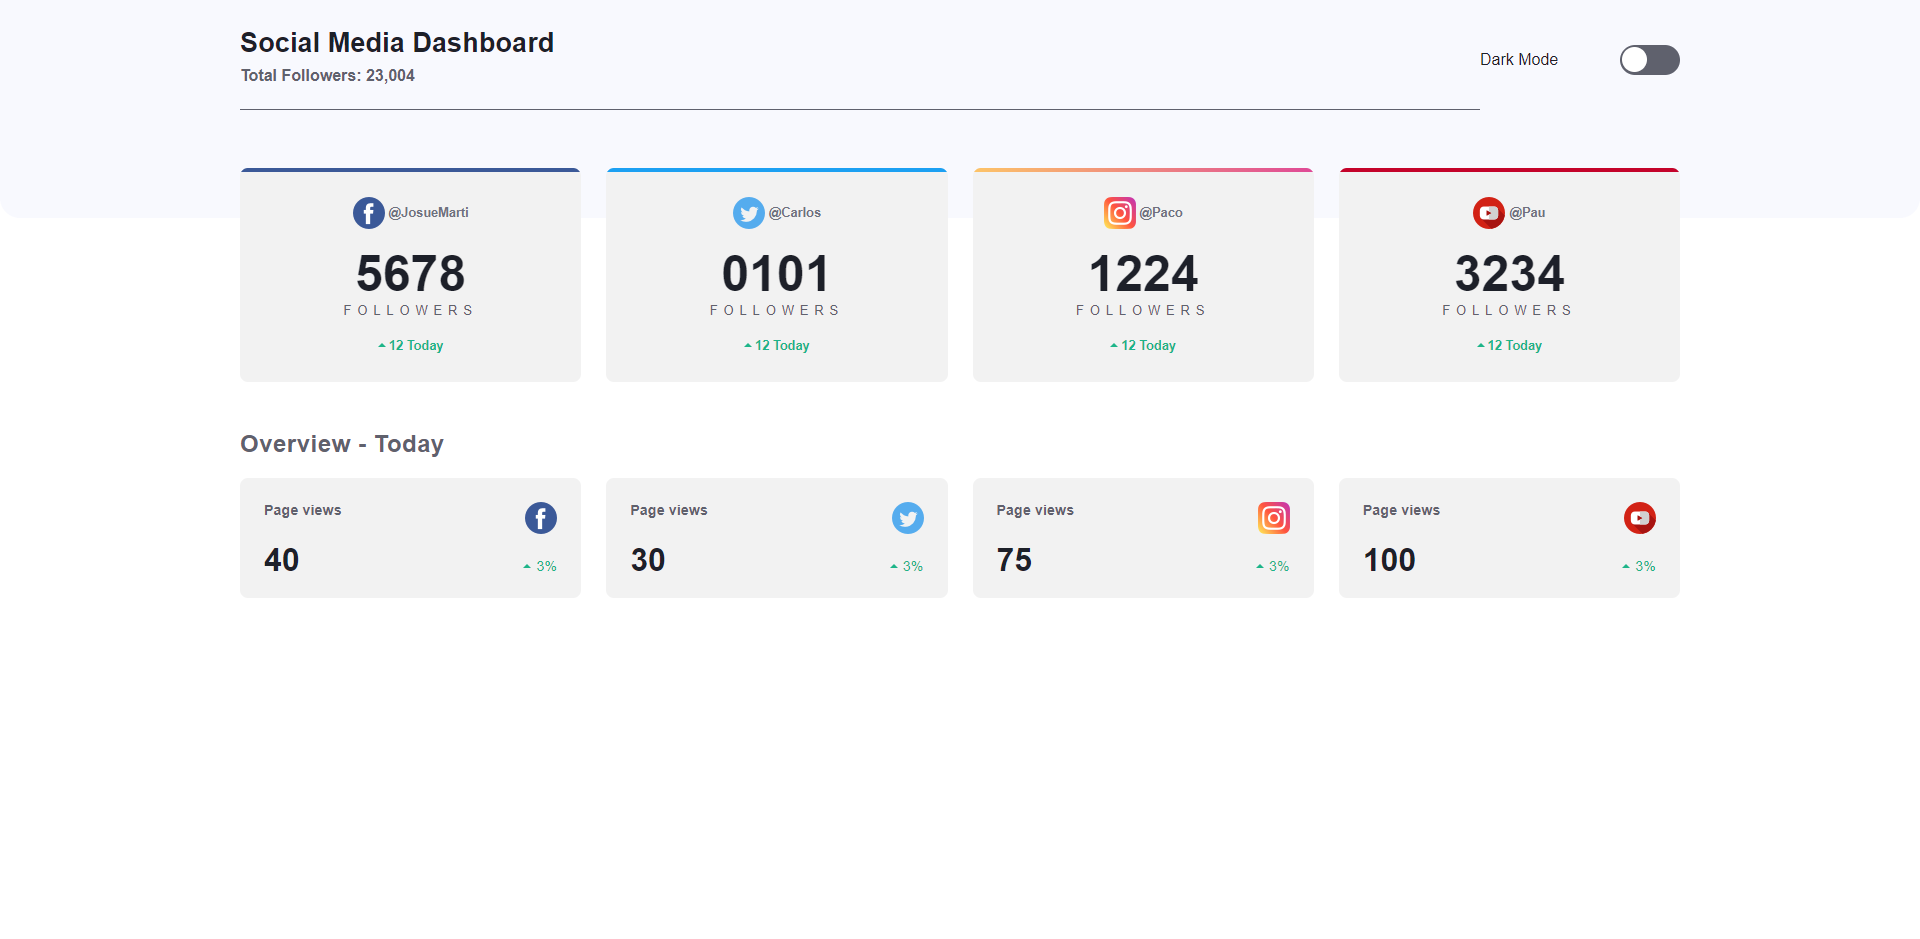 Social Media Dashboard
Total Followers: 23,004
Dark Mode
@JosueMarti
5678
FOLLOWERS
12 Today
@Carlos
0101
FOLLOWERS
12 Today
@Paco
1224
FOLLOWERS
12 Today
@Pau
3234
FOLLOWERS
12 Today
Overview - Today
Page views
40
3%
Page views
30
3%
Page views
75
3%
Page views
100
3%